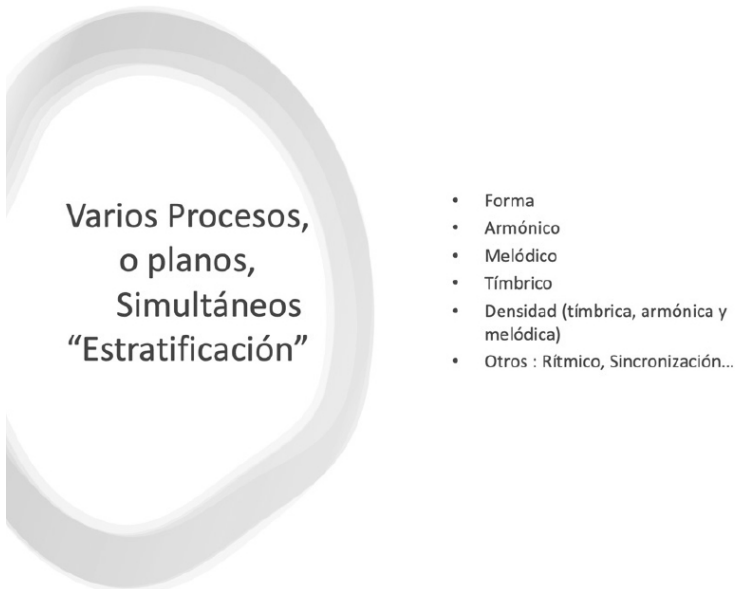 Varios Procesos,
o planos,
Simultáneos
“Estratificación”
• Forma
• Armónico
• Melódico
• Tímbrico
• Densidad (tímbrica, armónica y
melódica)
• Otros : Rítmico, Sincronización...